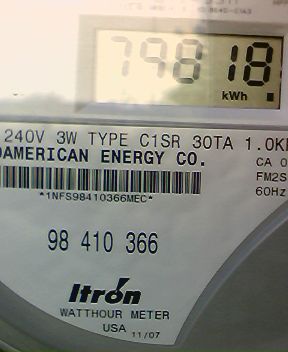 79818
kWh
240V 3W TYPE C1SR 30TA 1.0K
AMERICAN ENERGY CO.
CA 0
FM2S
60Hz
*1NFS98410366MEC*
98 410 366
Itrón
WATTHOUR METER
USA 11/07